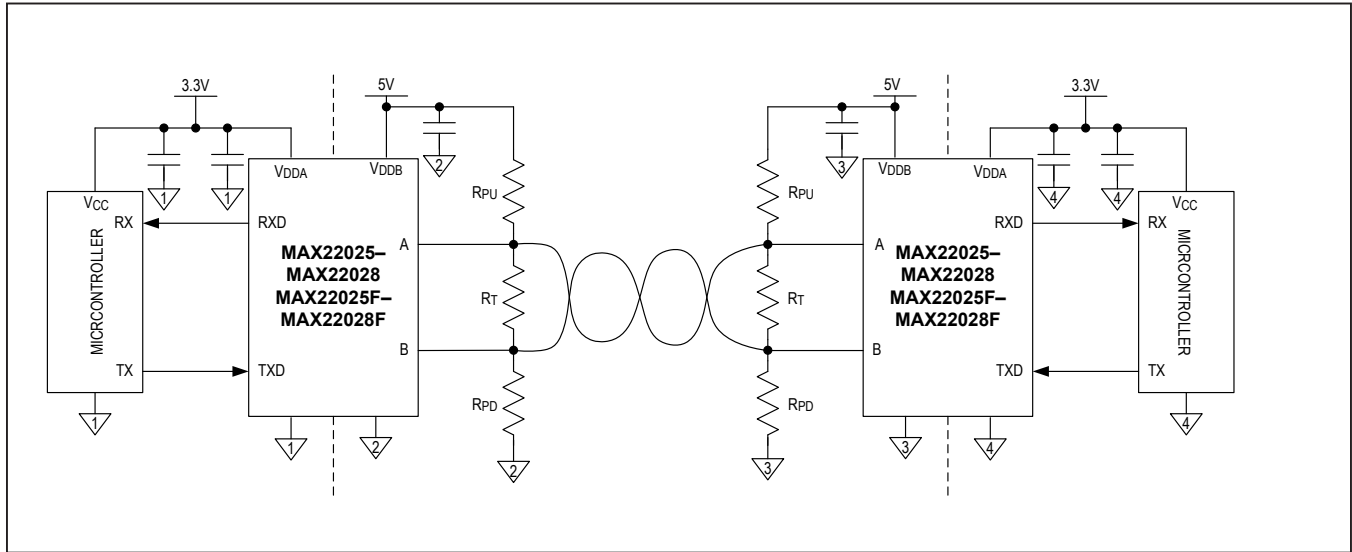 3.3V
5V
5V
3.3V
1
1
2
3
4
4
VDDA
VDDB
VDDB
VDDA
RPU
RPU
VCC
VCC
RX
RXD
RXD
RX
MICRCONTROLLER
A
A
MICRCONTROLLER
MAX22025–
MAX22028
MAX22025F–
MAX22028F
RT
RT
MAX22025–
MAX22028
MAX22025F–
MAX22028F
B
B
TX
TXD
TXD
TX
RPD
RPD
1
1
2
2
3
3
4
4